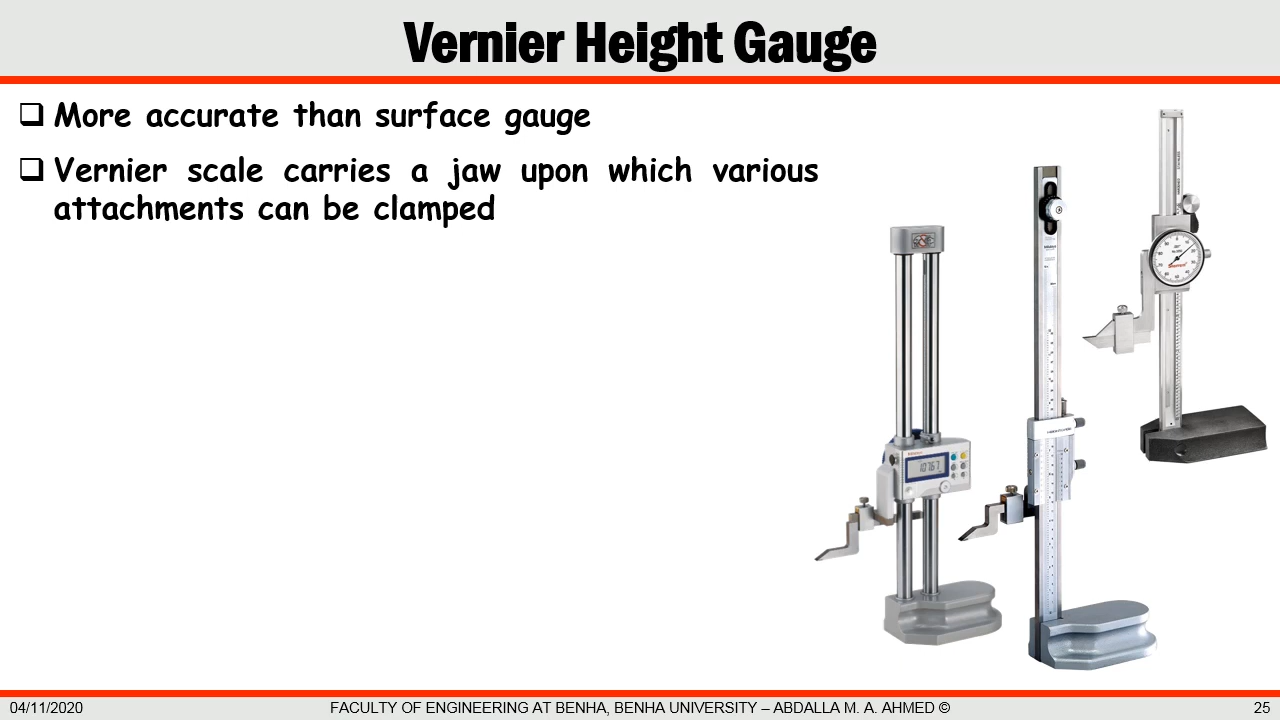 Vernier Height Gauge
❑ More accurate than surface gauge
❑ Vernier scale carries a jaw upon which various
attachments can be clamped
04/11/2020 FACULTY OF ENGINEERING AT BENHA, BENHA UNIVERSITY – ABDALLA M. A. AHMED © 25